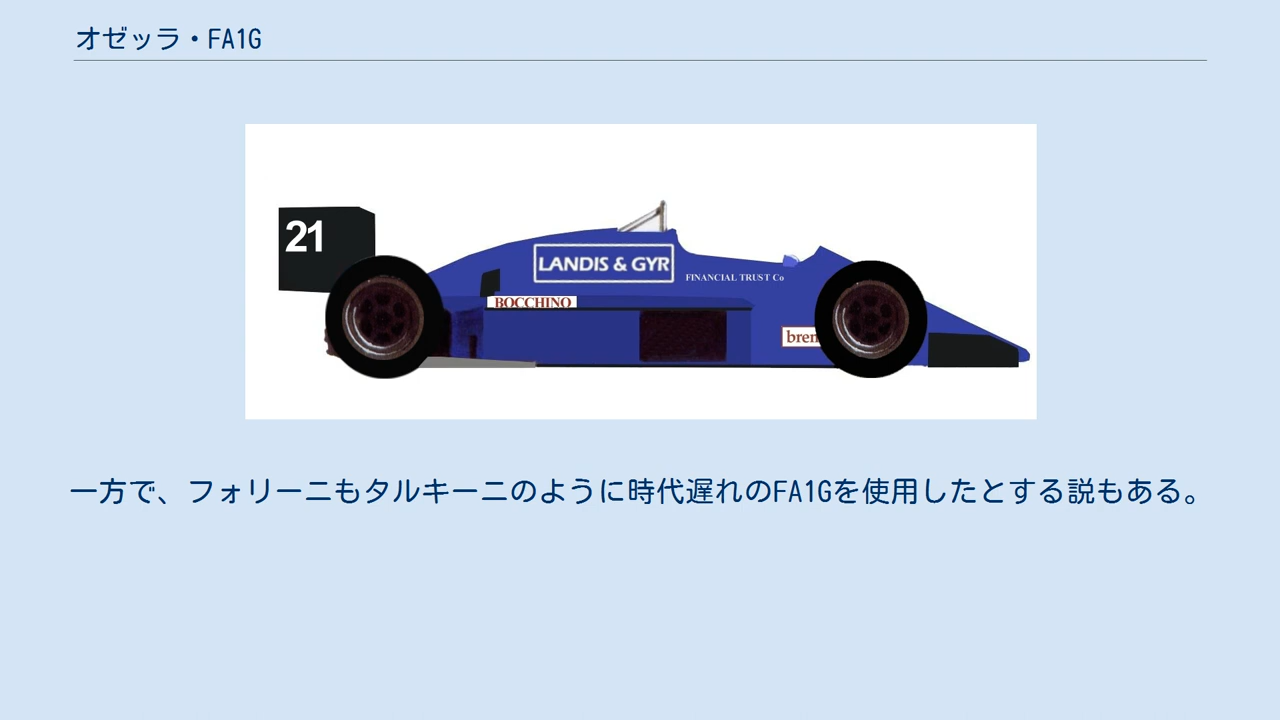 オゼッラ・FA1G
21
LANDIS & GYR
FINANCIAL TRUST Co
BOCCHINO
一方で、フォリーニもタルキーニのように時代遅れのFA1Gを使用したとする説もある。